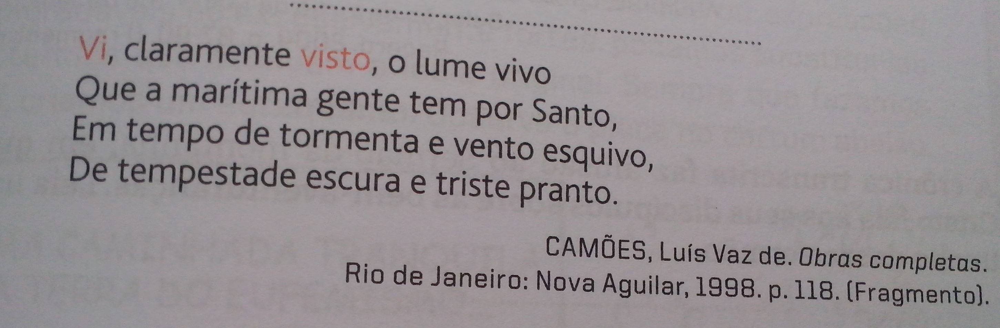 Vi, claramente visto, o lume vivo
Que a marítima gente tem por Santo,
Em tempo de tormenta e vento esquivo,
De tempestade escura e triste pranto.
CAMÕES, Luís Vaz de. Obras completas.
Rio de Janeiro: Nova Aguilar, 1998. p. 118. (Fragmento).